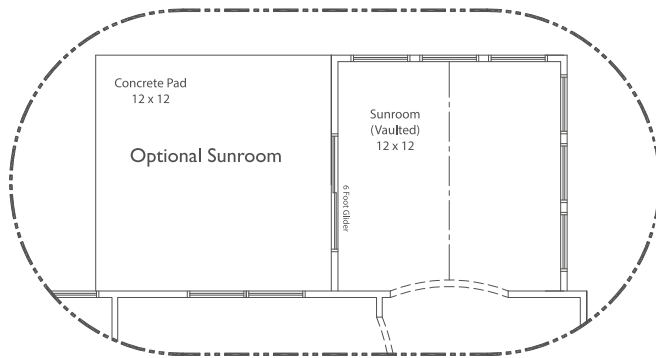 Concrete Pad
12 x 12
Optional Sunroom
Sunroom
(Vaulted)
12 x 12
6 Foot Glider